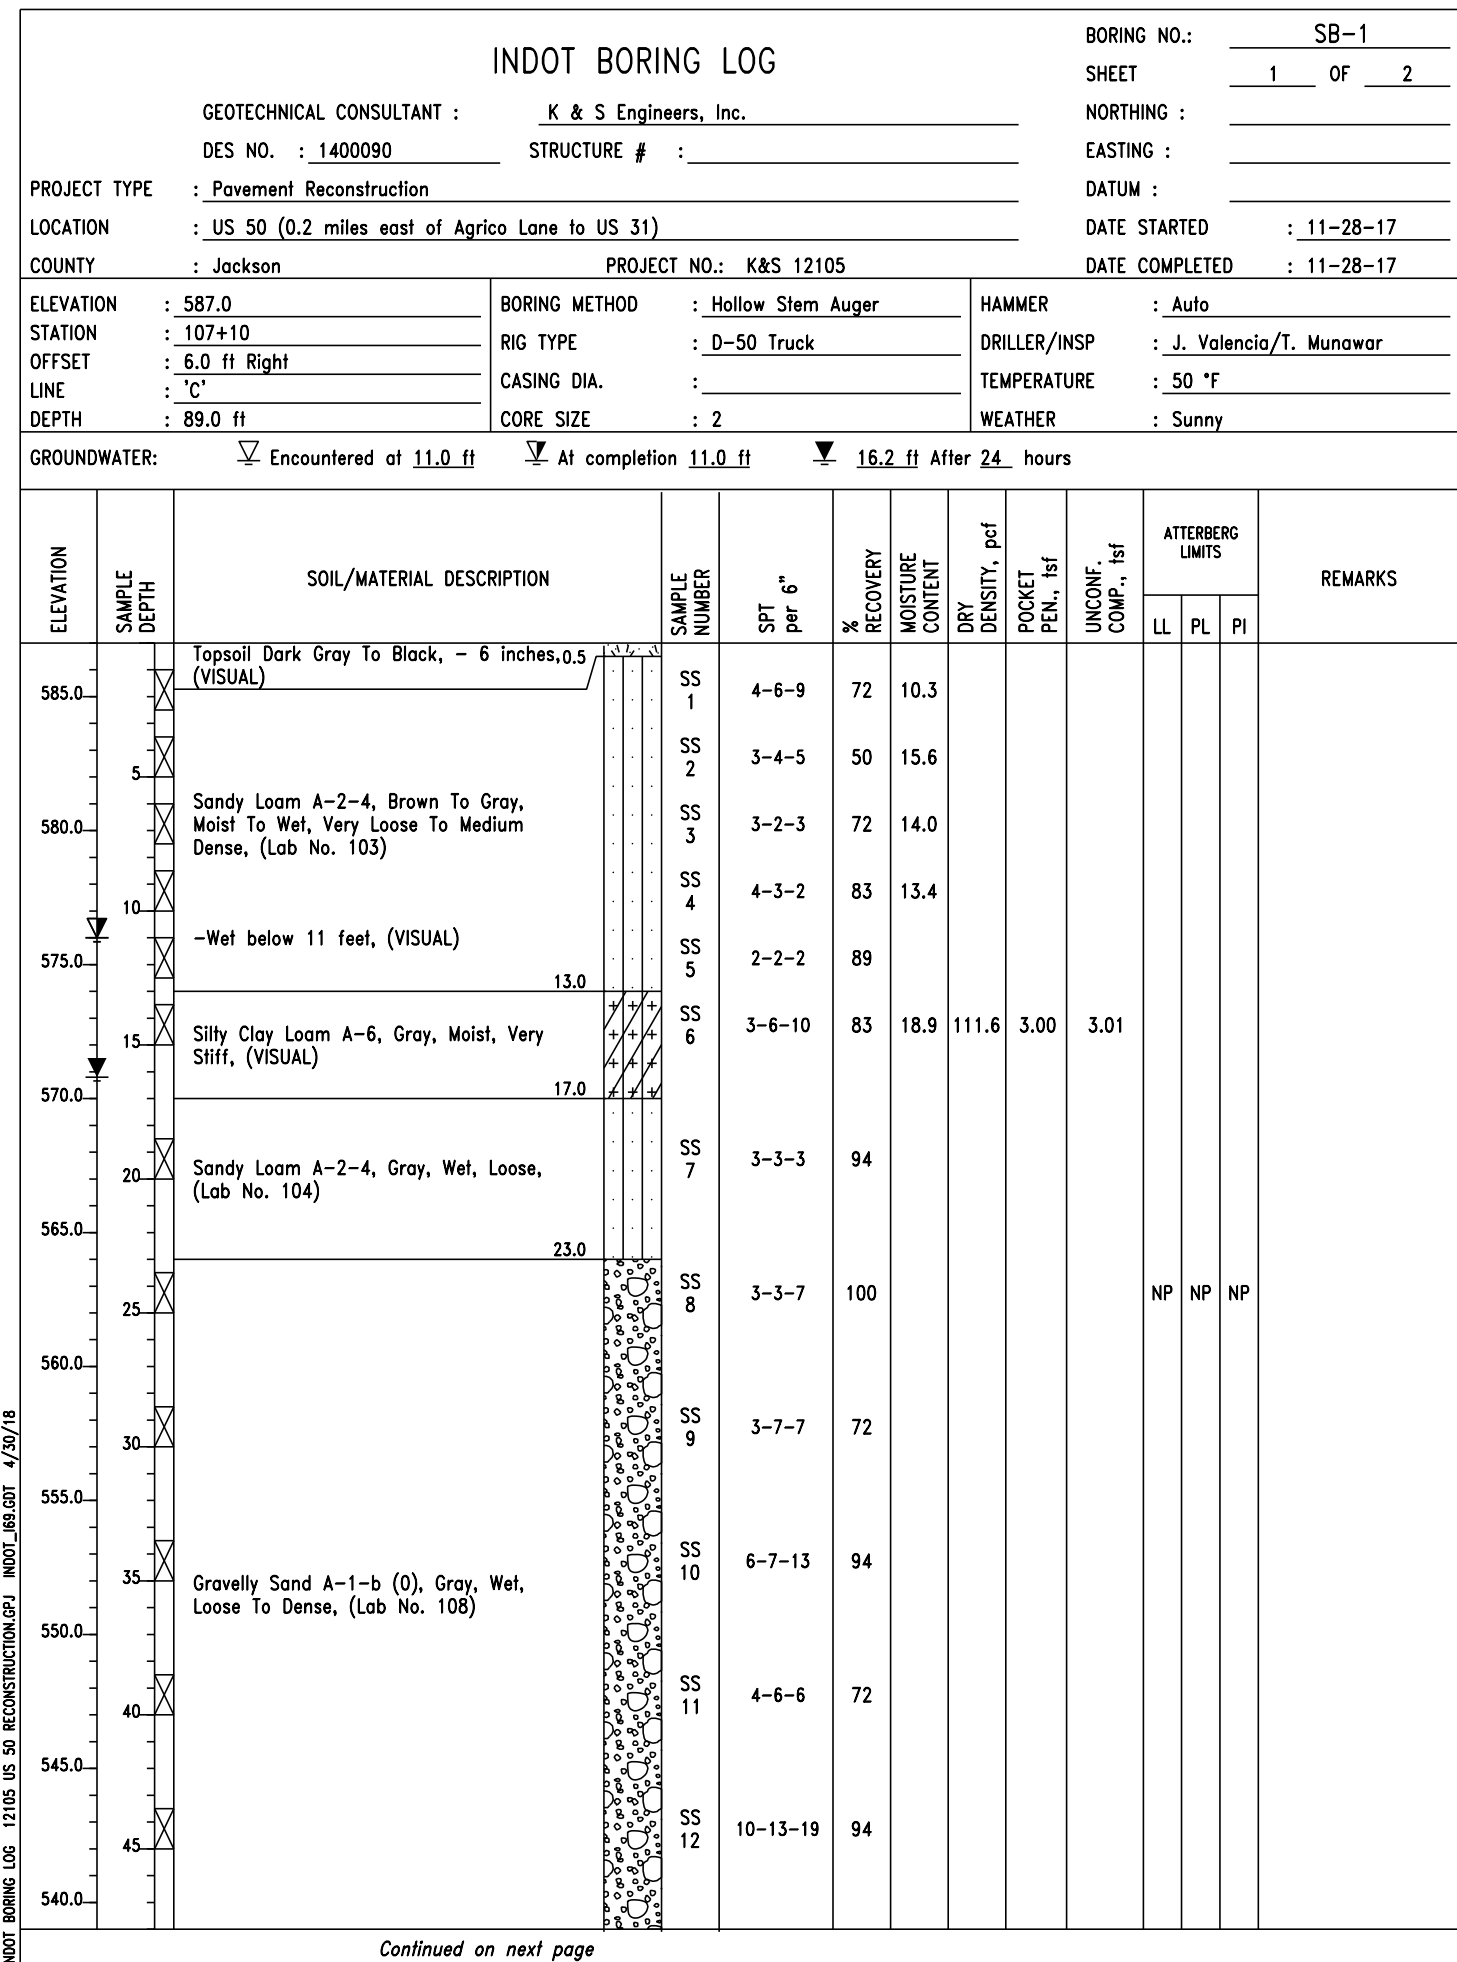 INDOT BORING LOG
BORING NO.: SB-1
SHEET 1 OF 2
GEOTECHNICAL CONSULTANT : K & S Engineers, Inc.
NORTHING :
DES NO. : 1400090 STRUCTURE # :
EASTING :
PROJECT TYPE : Pavement Reconstruction
DATUM :
LOCATION : US 50 (0.2 miles east of Agrico Lane to US 31)
DATE STARTED : 11-28-17
COUNTY : Jackson PROJECT NO.: K&S 12105
DATE COMPLETED : 11-28-17
ELEVATION : 587.0
STATION : 107+10
OFFSET : 6.0 ft Right
LINE : 'C'
DEPTH : 89.0 ft
BORING METHOD : Hollow Stem Auger
RIG TYPE : D-50 Truck
CASING DIA. :
CORE SIZE : 2
HAMMER : Auto
DRILLER/INSP : J. Valencia/T. Munawar
TEMPERATURE : 50 °F
WEATHER : Sunny
GROUNDWATER: Encountered at 11.0 ft At completion 11.0 ft 16.2 ft After 24 hours
ELEVATION
SAMPLE
DEPTH
SOIL/MATERIAL DESCRIPTION
SAMPLE
NUMBER
SPT
per 6"
%
RECOVERY
MOISTURE
CONTENT
DRY
DENSITY, pcf
POCKET
PEN., tsf
UNCONF.
COMP., tsf
ATTERBERG
LIMITS
LL PL PI
REMARKS
Topsoil Dark Gray To Black, - 6 inches, 0.5
(VISUAL)
585.0
SS
1
4-6-9 72 10.3
SS
2
3-4-5 50 15.6
5
Sandy Loam A-2-4, Brown To Gray,
Moist To Wet, Very Loose To Medium
Dense, (Lab No. 103)
580.0
SS
3
3-2-3 72 14.0
SS
4
4-3-2 83 13.4
10
-Wet below 11 feet, (VISUAL)
575.0
SS
5
2-2-2 89
13.0
SS
6
3-6-10 83 18.9 111.6 3.00 3.01
15
Silty Clay Loam A-6, Gray, Moist, Very
Stiff, (VISUAL)
570.0
17.0
SS
7
3-3-3 94
20
Sandy Loam A-2-4, Gray, Wet, Loose,
(Lab No. 104)
565.0
23.0
SS
8
3-3-7 100 NP NP NP
25
560.0
SS
9
3-7-7 72
30
555.0
SS
10
6-7-13 94
35
Gravelly Sand A-1-b (0), Gray, Wet,
Loose To Dense, (Lab No. 108)
550.0
SS
11
4-6-6 72
40
545.0
SS
12
10-13-19 94
45
540.0
Continued on next page
BORING LOG 12105 US 50 RECONSTRUCTION.GPJ INDOT_I69.GDT 4/30/18